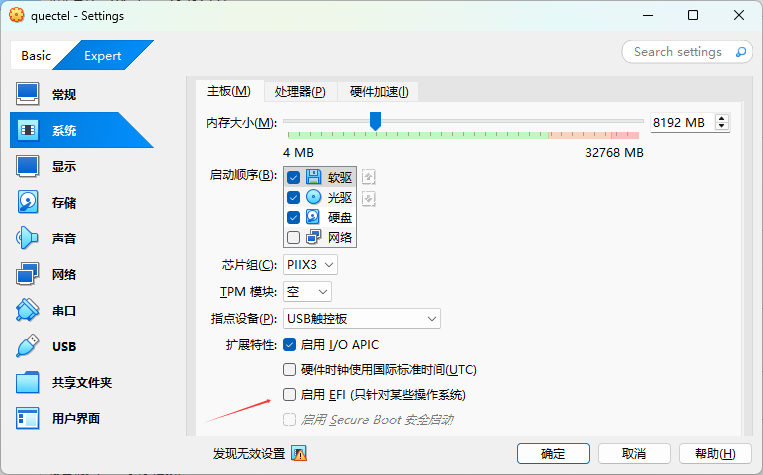 quectel - Settings
Basic
Expert
Search settings
常规
系统
显示
存储
声音
网络
串口
USB
共享文件夹
用户界面
主板(M)
处理器(P)
硬件加速(l)
内存大小(M):
8192 MB
4 MB
32768 MB
启动顺序(B):
软驱
光驱
硬盘
网络
芯片组(C):
PIIX3
TPM 模块:
空
指点设备(P):
USB触控板
扩展特性:
启用 I/O APIC
硬件时钟使用国际标准时间(UTC)
启用 EFI (只针对某些操作系统)
启用 Secure Boot 安全启动
发现无效设置
确定
取消
帮助(H)